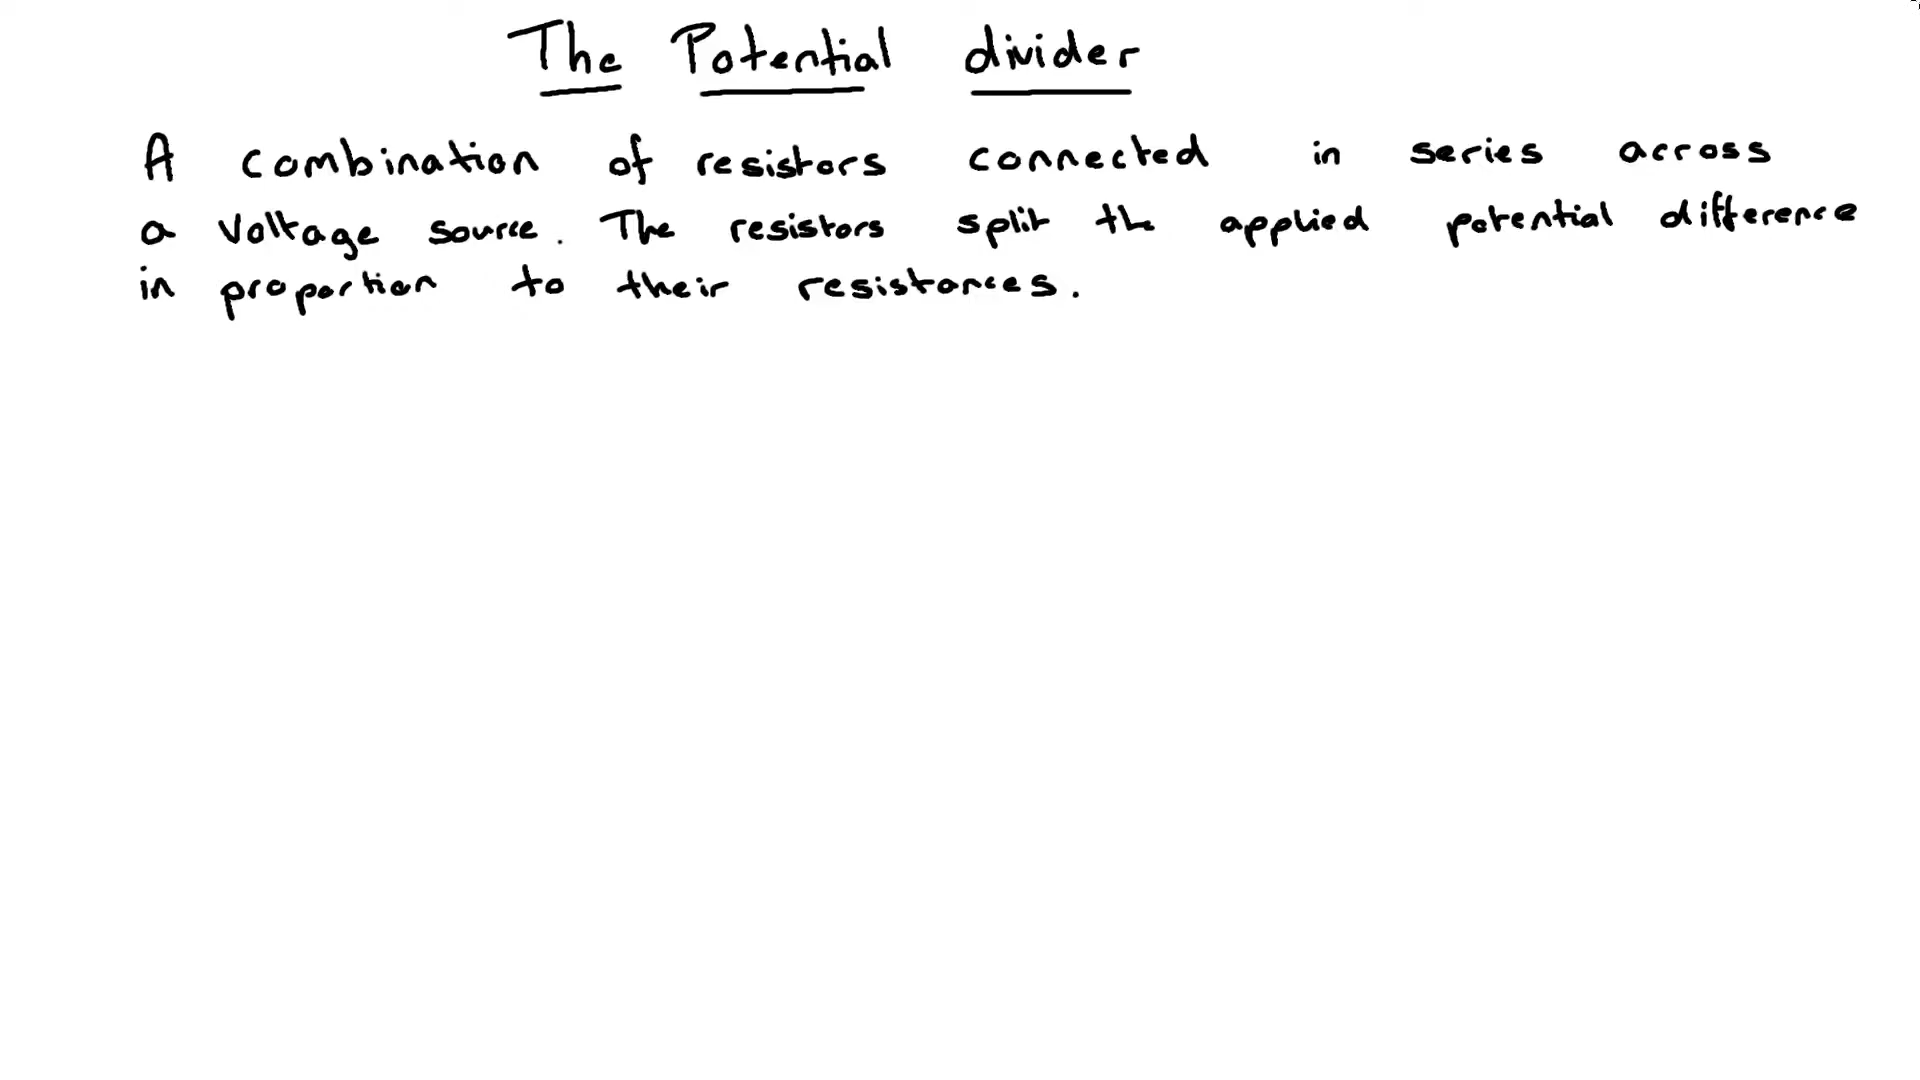 The Potential divider
A combination of resistors connected in series across
a voltage source. The resistors split the applied potential difference
in proportion to their resistances.